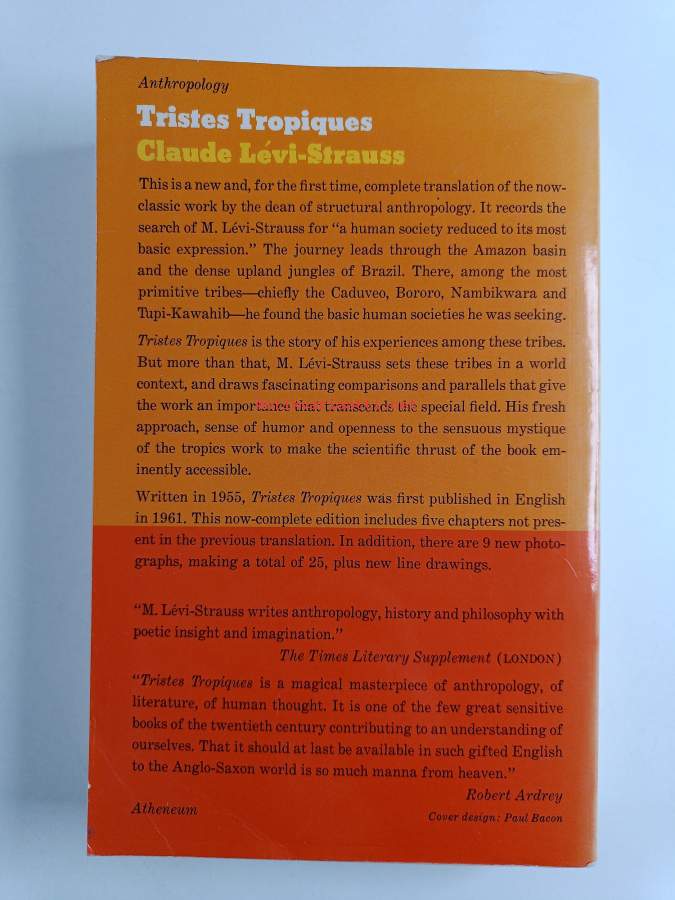 Anthropology
Tristes Tropiques
Claude Lévi-Strauss
This is a new and, for the first time, complete translation of the now-
classic work by the dean of structural anthropology. It records the
search of M. Lévi-Strauss for “a human society reduced to its most
basic expression.” The journey leads through the Amazon basin
and the dense upland jungles of Brazil. There, among the most
primitive tribes—chiefly the Caduveo, Bororo, Nambikwara and
Tupi-Kawahib—he found the basic human societies he was seeking.
Tristes Tropiques is the story of his experiences among these tribes.
But more than that, M. Lévi-Strauss sets these tribes in a world
context, and draws fascinating comparisons and parallels that give
the work an importance that transcends the special field. His fresh
approach, sense of humor and openness to the sensuous mystique
of the tropics work to make the scientific thrust of the book em-
inently accessible.
Written in 1955, Tristes Tropiques was first published in English
in 1961. This now-complete edition includes five chapters not pres-
ent in the previous translation. In addition, there are 9 new photo-
graphs, making a total of 25, plus new line drawings.
“M. Lévi-Strauss writes anthropology, history and philosophy with
poetic insight and imagination.”
The Times Literary Supplement (LONDON)
“Tristes Tropiques is a magical masterpiece of anthropology, of
literature, of human thought. It is one of the few great sensitive
books of the twentieth century contributing to an understanding of
ourselves. That it should at last be available in such gifted English
to the Anglo-Saxon world is so much manna from heaven.”
Robert Ardrey
Atheneum
Cover design: Paul Bacon